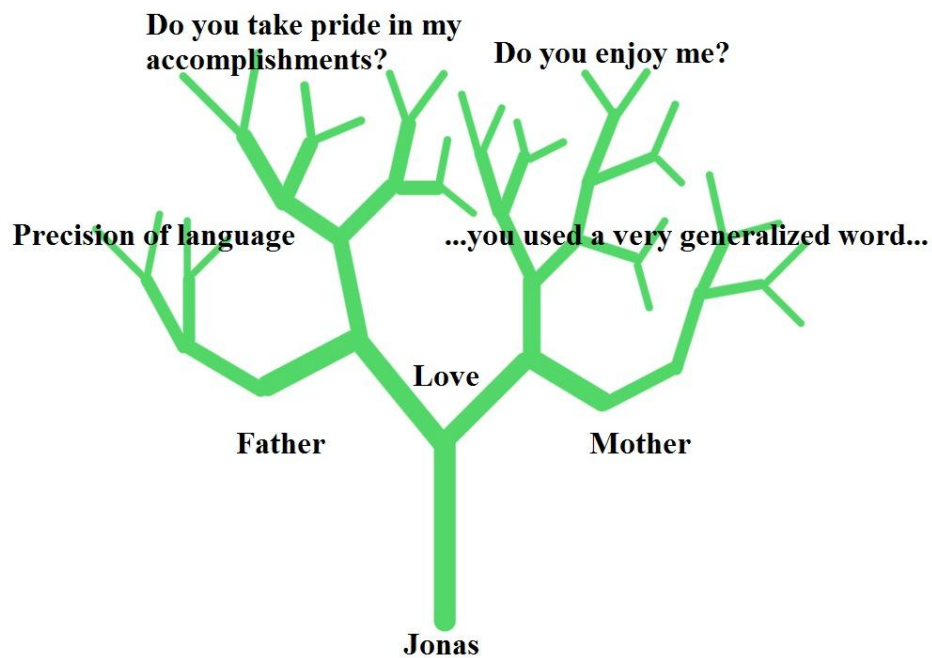 Do you take pride in my
accomplishments?
Do you enjoy me?
Precision of language
...you used a very generalized word...
Love
Father
Mother
Jonas